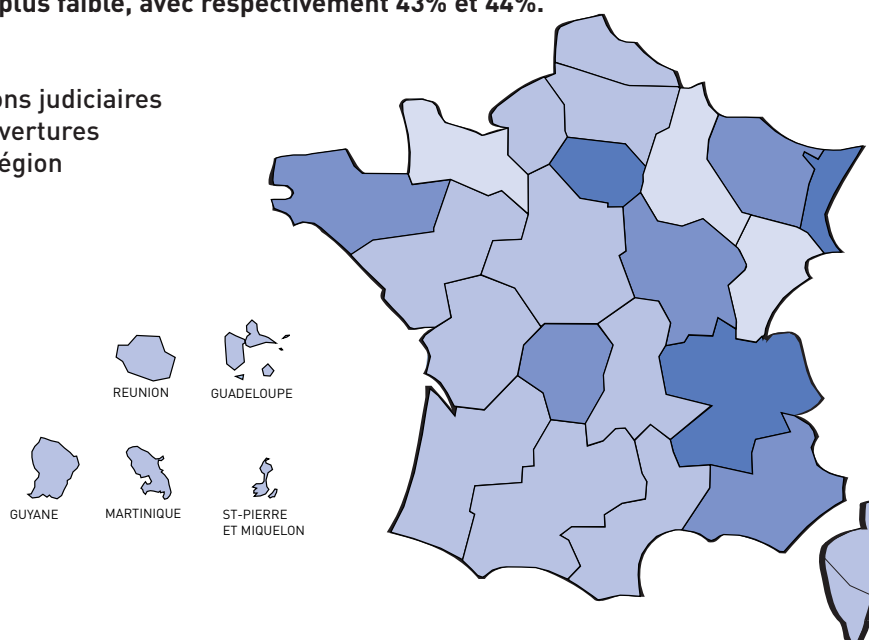 plus faible, avec respectivement 43% et 44%.
ons judiciaires
vertures
égion
REUNION
GUADELOUPE
GUYANE
MARTINIQUE
ST-PIERRE
ET MIQUELON